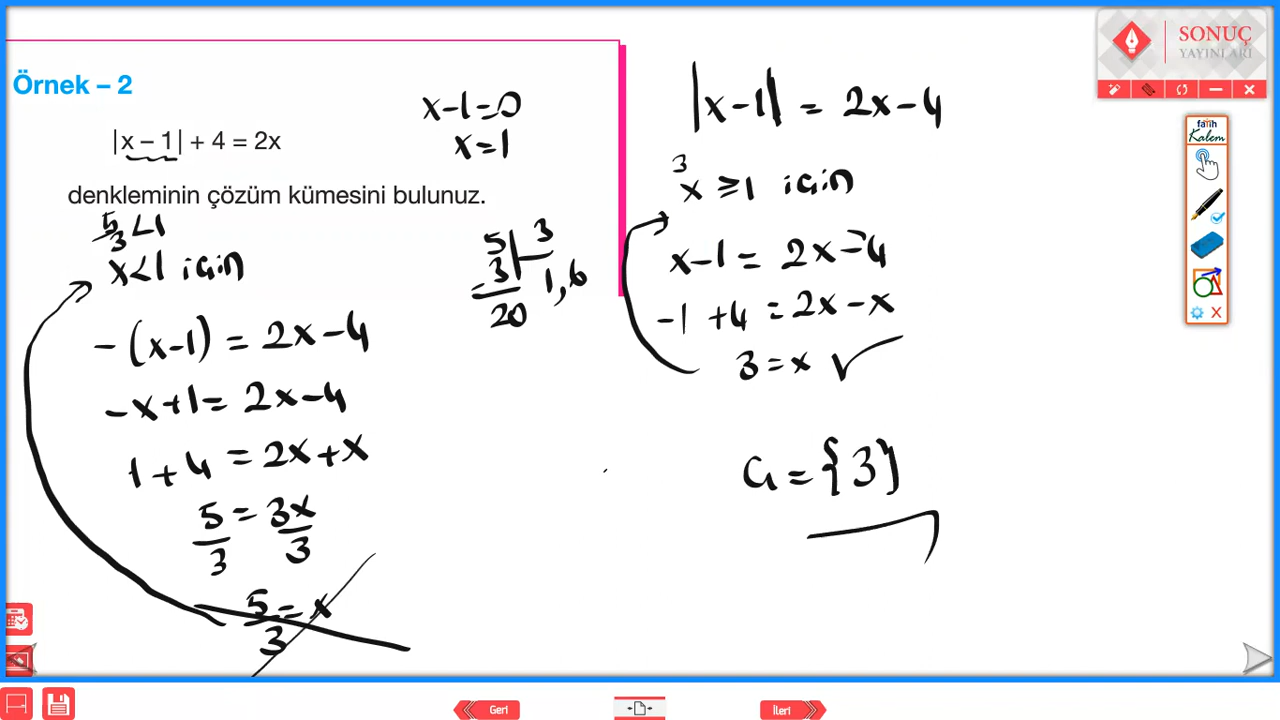 SONUÇ
YAYINLARI
fatih
Kalem
Örnek – 2
|x – 1| + 4 = 2x
denkleminin çözüm kümesini bulunuz.
x-1=0
x=1
5/3 < 1
x<1 için
-(x-1) = 2x-4
-x+1= 2x-4
1+4 = 2x+x
5/3 = 3x/3
5/3 = x
5 | 3
- 3 1,6
20
|x-1| = 2x-4
3
x ≥ 1 için
x-1 = 2x-4
-1 +4 = 2x-x
3=x ✓
Ç={3}
Geri
İleri